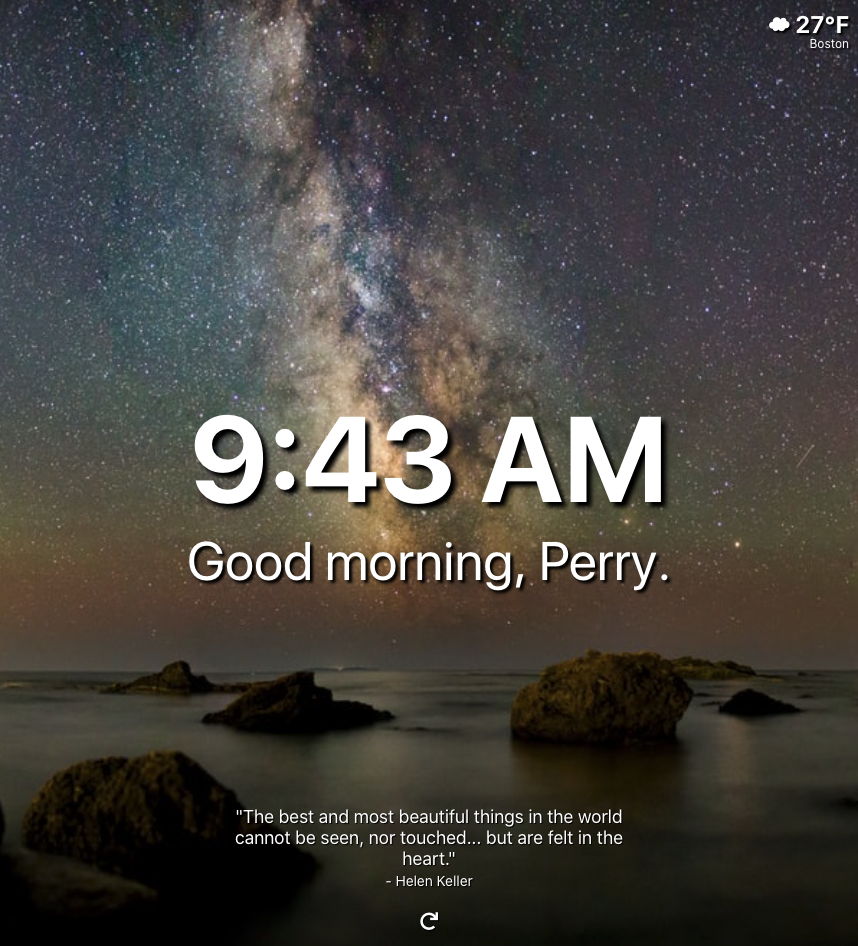 27°F
Boston
9:43 AM
Good morning, Perry.
"The best and most beautiful things in the world
cannot be seen, nor touched... but are felt in the
heart."
- Helen Keller